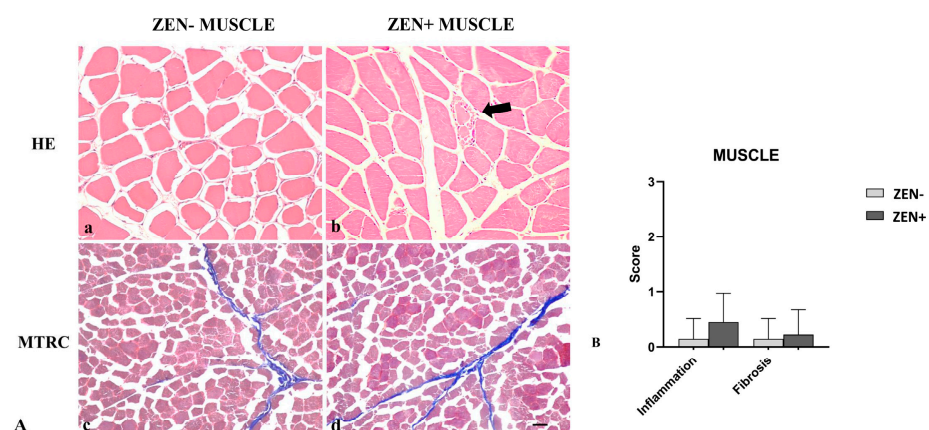 ZEN- MUSCLE
ZEN+ MUSCLE
HE
a
b
MTRC
c
d
A
MUSCLE
ZEN-
ZEN+
Score
3
2
1
0
Inflammation
Fibrosis
B